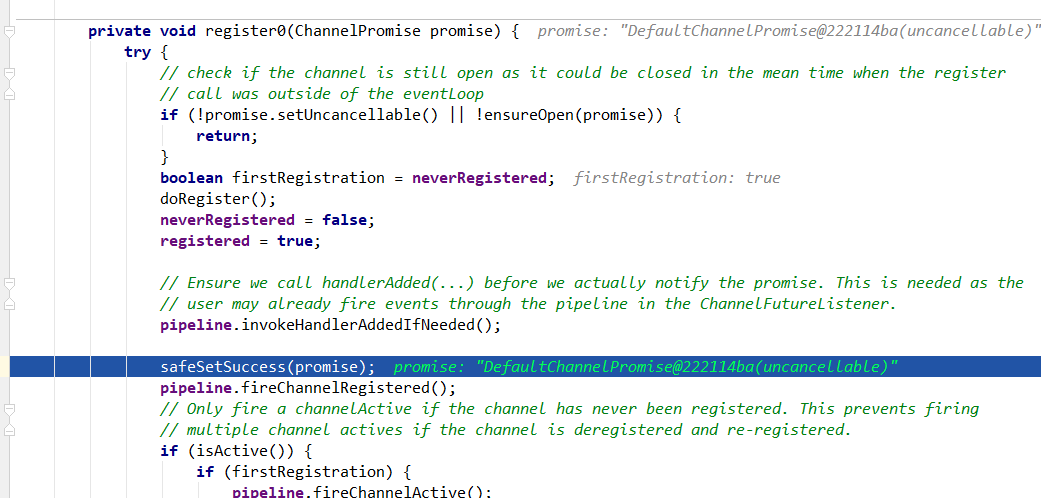 private void register0(ChannelPromise promise) {  promise: "DefaultChannelPromise@222114ba(uncancellable)"
try {
// check if the channel is still open as it could be closed in the mean time when the register
// call was outside of the eventLoop
if (!promise.setUncancellable() || !ensureOpen(promise)) {
return;
}
boolean firstRegistration = neverRegistered;  firstRegistration: true
doRegister();
neverRegistered = false;
registered = true;
// Ensure we call handlerAdded(...) before we actually notify the promise. This is needed as the
// user may already fire events through the pipeline in the ChannelFutureListener.
pipeline.invokeHandlerAddedIfNeeded();
safeSetSuccess(promise);  promise: "DefaultChannelPromise@222114ba(uncancellable)"
pipeline.fireChannelRegistered();
// Only fire a channelActive if the channel has never been registered. This prevents firing
// multiple channel actives if the channel is deregistered and re-registered.
if (isActive()) {
if (firstRegistration) {
pipeline.fireChannelActive();